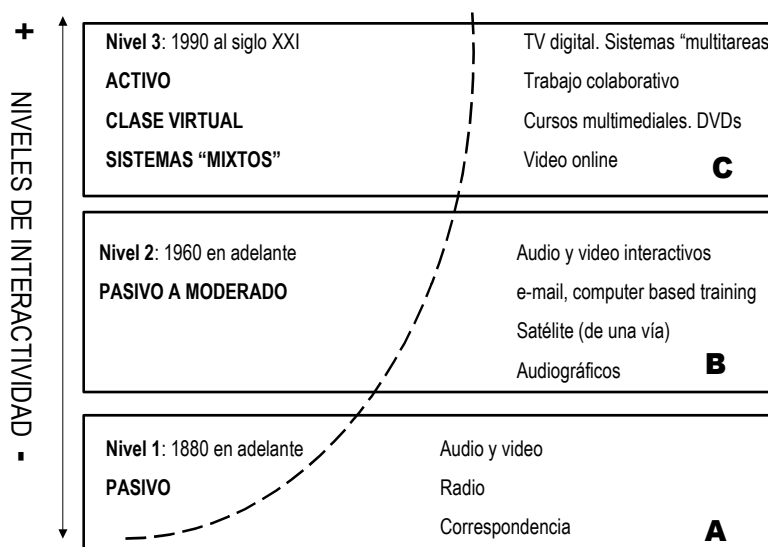 +
NIVELES DE INTERACTIVIDAD
-
Nivel 3: 1990 al siglo XXI
ACTIVO
CLASE VIRTUAL
SISTEMAS “MIXTOS”
TV digital. Sistemas “multitareas
Trabajo colaborativo
Cursos multimediales. DVDs
Video online
C
Nivel 2: 1960 en adelante
PASIVO A MODERADO
Audio y video interactivos
e-mail, computer based training
Satélite (de una vía)
Audiográficos
B
Nivel 1: 1880 en adelante
PASIVO
Audio y video
Radio
Correspondencia
A